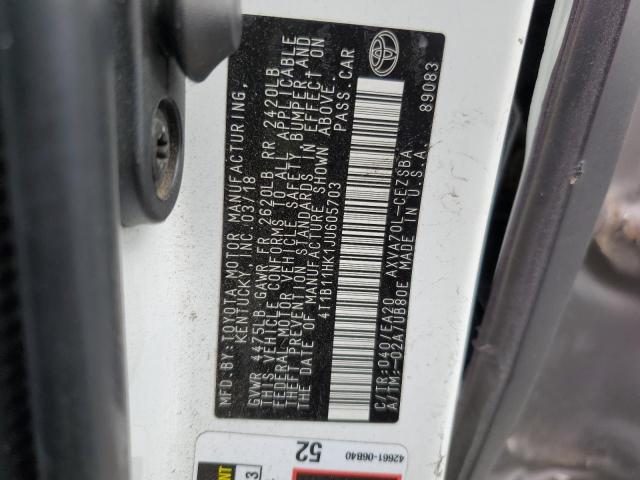 MFD.BY:TOYOTA MOTOR MANUFACTURING,
KENTUCKY, INC.03/18
GVWR 4475LB GAWR FR 2620LB RR 2420LB
THIS VEHICLE CONFORMS TO ALL APPLICABLE
FEDERAL MOTOR VEHICLE SAFETY BUMPER,AND
THEFT PREVENTION STANDARDS IN EFFECT ON
THE DATE OF MANUFACTURE SHOWN ABOVE.
4T1B11HK1JU605703 PASS.CAR
C/TR:040/EA20 AXVA70L-CEZSBA
A/TM:-02A/UB80E MADE IN U.S.A.
89083
52
42661-06B40